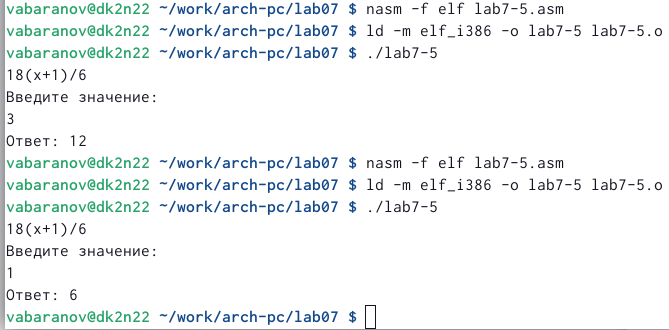 vabaranov@dk2n22 ~/work/arch-pc/lab07 $ nasm -f elf lab7-5.asm
vabaranov@dk2n22 ~/work/arch-pc/lab07 $ ld -m elf_i386 -o lab7-5 lab7-5.o
vabaranov@dk2n22 ~/work/arch-pc/lab07 $ ./lab7-5
18(x+1)/6
Введите значение:
3
Ответ: 12
vabaranov@dk2n22 ~/work/arch-pc/lab07 $ nasm -f elf lab7-5.asm
vabaranov@dk2n22 ~/work/arch-pc/lab07 $ ld -m elf_i386 -o lab7-5 lab7-5.o
vabaranov@dk2n22 ~/work/arch-pc/lab07 $ ./lab7-5
18(x+1)/6
Введите значение:
1
Ответ: 6
vabaranov@dk2n22 ~/work/arch-pc/lab07 $